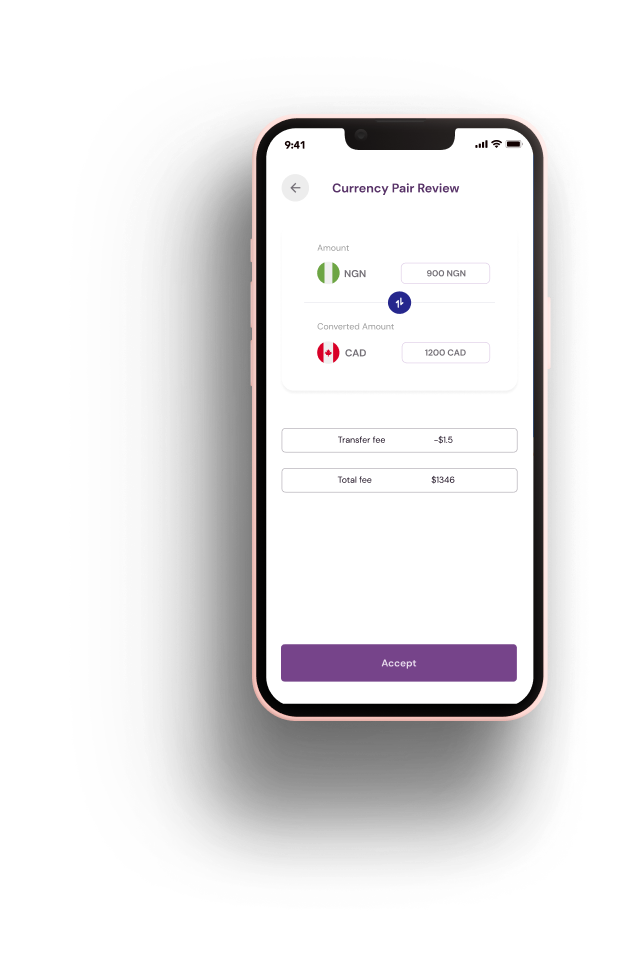 9:41
Currency Pair Review
Amount
NGN 900 NGN
Converted Amount
CAD 1200 CAD
Transfer fee -$1.5
Total fee $1346
Accept